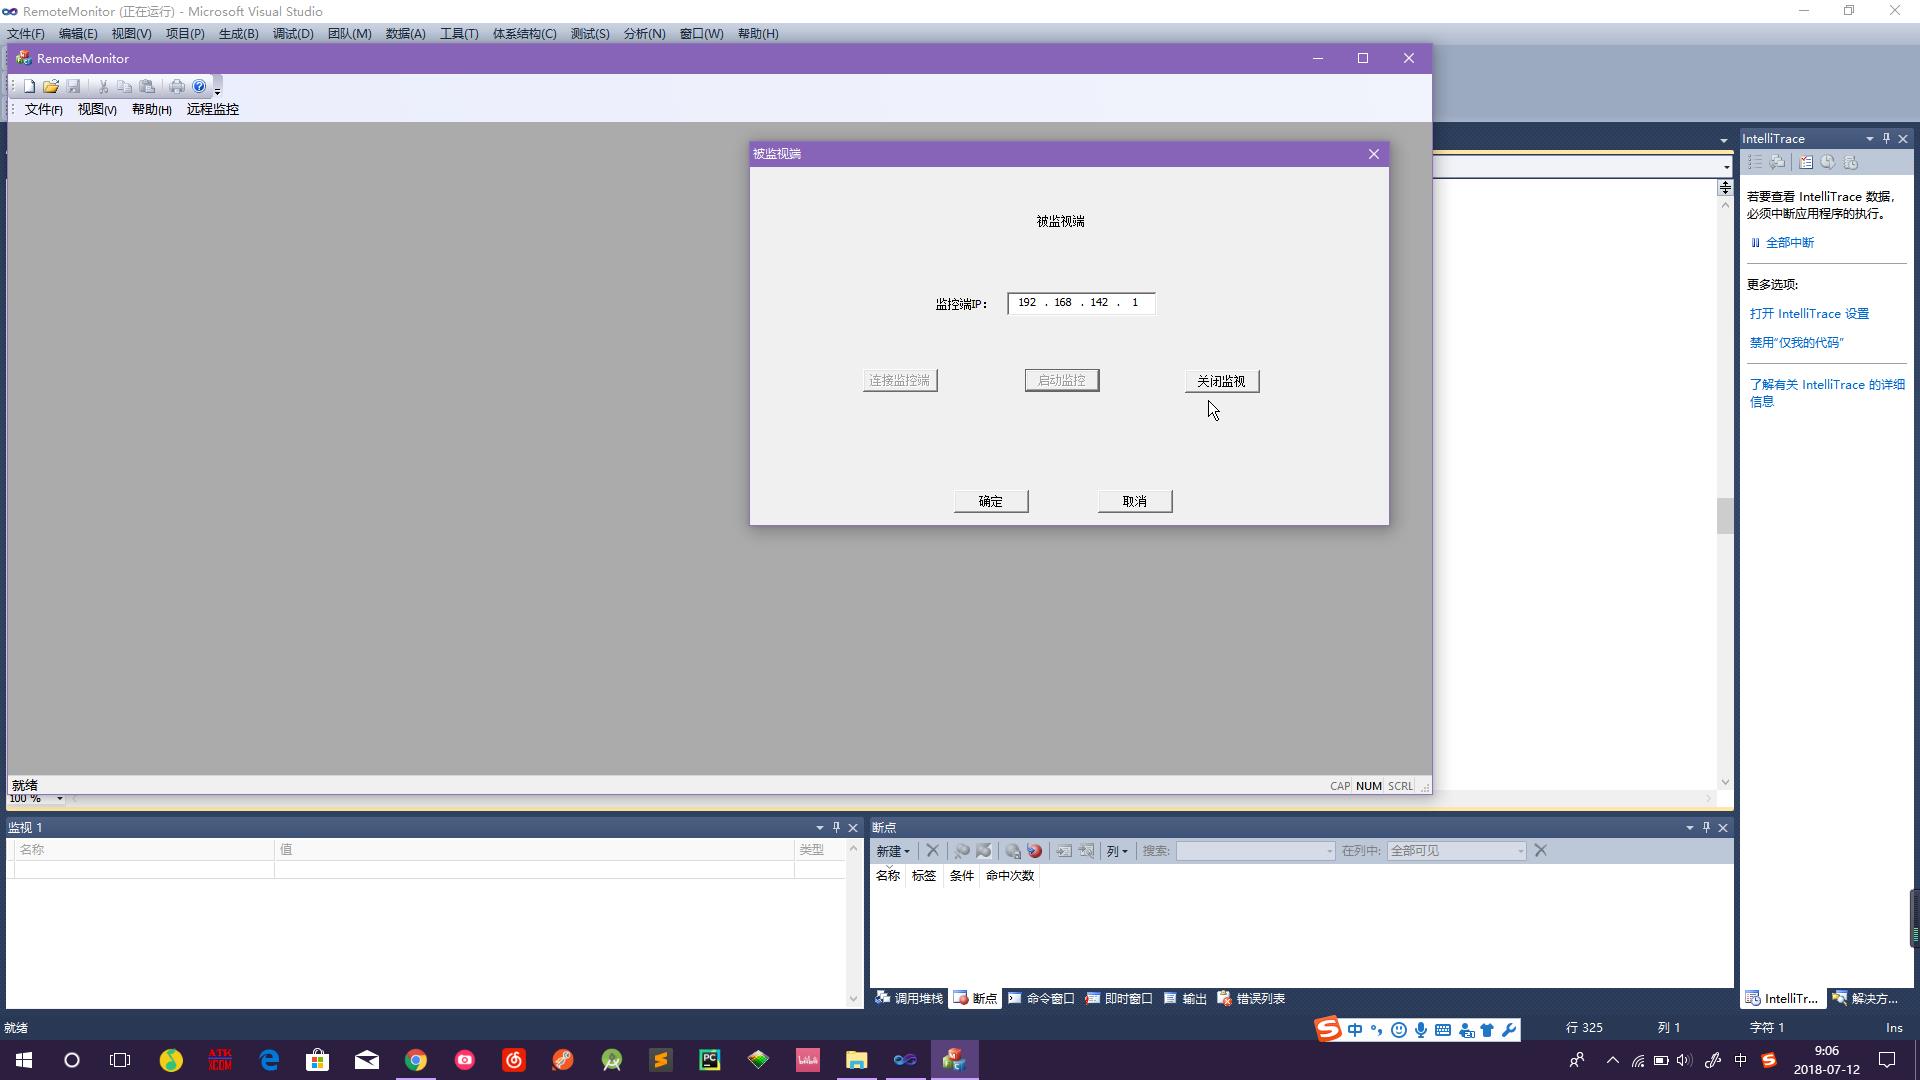 RemoteMonitor (正在运行) - Microsoft Visual Studio
文件(F) 编辑(E) 视图(V) 项目(P) 生成(B) 调试(D) 团队(M) 数据(A) 工具(T) 体系结构(C) 测试(S) 分析(N) 窗口(W) 帮助(H)
RemoteMonitor
文件(F) 视图(V) 帮助(H) 远程监控
被监视端
被监视端
监控端IP:
192 . 168 . 142 . 1
连接监控端
启动监控
关闭监视
确定
取消
就绪
CAP NUM SCRL
100 %
IntelliTrace
若要查看 IntelliTrace 数据,
必须中断应用程序的执行。
全部中断
更多选项:
打开 IntelliTrace 设置
禁用“仅我的代码”
了解有关 IntelliTrace 的详细
信息
监视 1
名称 值 类型
断点
新建 列 搜索: 在列中: 全部可见
名称 标签 条件 命中次数
调用堆栈 断点 命令窗口 即时窗口 输出 错误列表
IntelliTr... 解决方...
就绪
中
行 325 列 1 字符 1 Ins
ATK
XCOM
PC
bilibili
中
9:06
2018-07-12